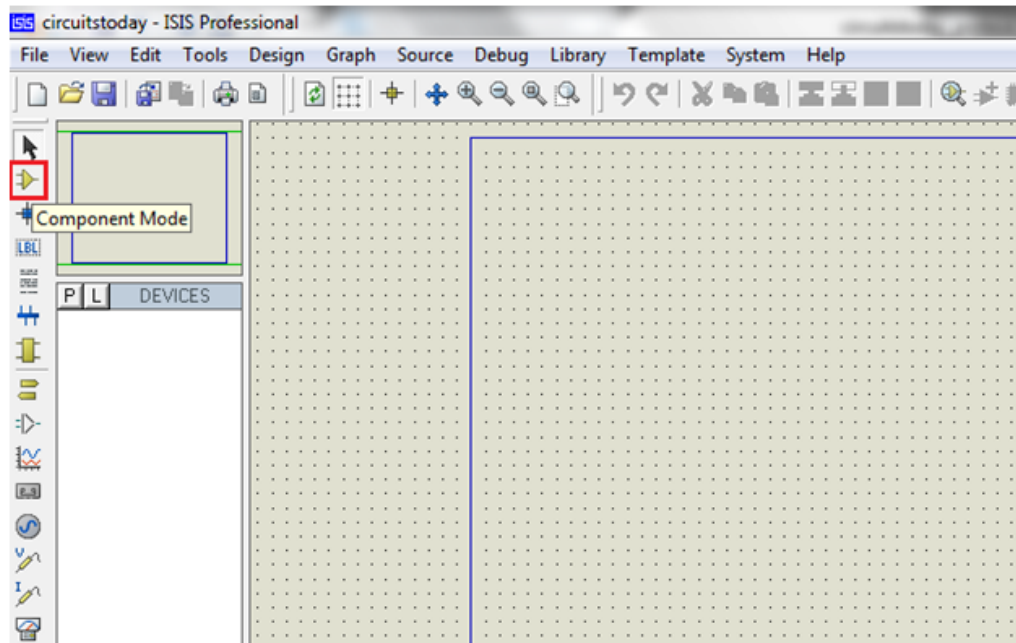 ISIS circuitstoday - ISIS Professional
File View Edit Tools Design Graph Source Debug Library Template System Help
Component Mode
LBL
P L DEVICES
V
I